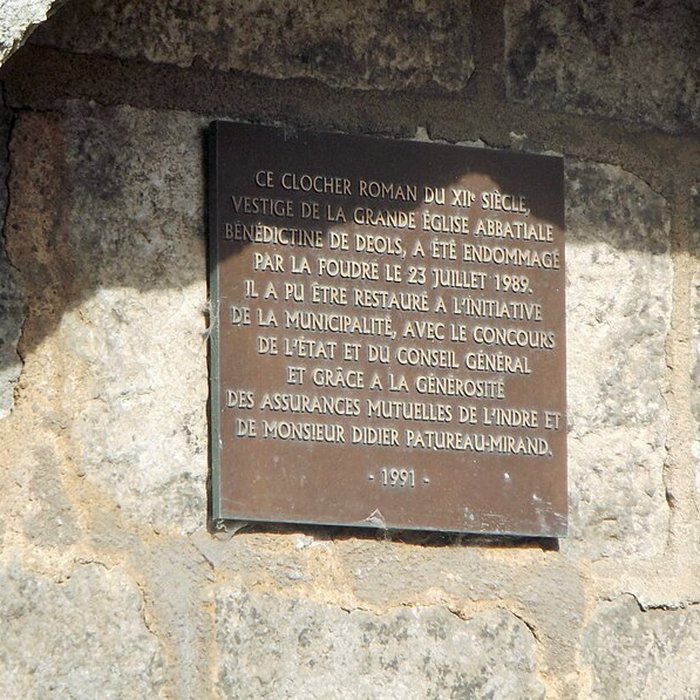 CE CLOCHER ROMAN DU XIIe SIÈCLE,
VESTIGE DE LA GRANDE ÉGLISE ABBATIALE
BÉNÉDICTINE DE DEOLS, A ÉTÉ ENDOMMAGÉ
PAR LA FOUDRE LE 23 JUILLET 1989.
IL A PU ÊTRE RESTAURÉ A L'INITIATIVE
DE LA MUNICIPALITÉ, AVEC LE CONCOURS
DE L'ÉTAT ET DU CONSEIL GÉNÉRAL
ET GRÂCE A LA GÉNÉROSITÉ
DES ASSURANCES MUTUELLES DE L'INDRE ET
DE MONSIEUR DIDIER PATUREAU-MIRAND.
- 1991 -